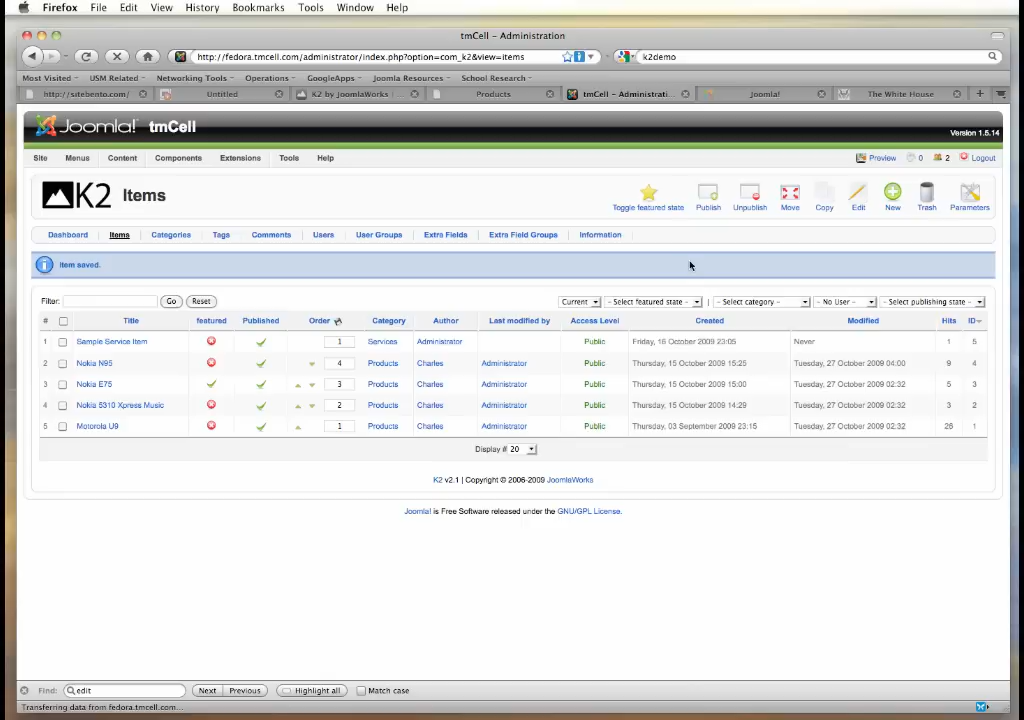 Firefox File Edit View History Bookmarks Tools Window Help
tmCell - Administration
http://fedora.tmcell.com/administrator/index.php?option=com_k2&view=items k2demo
Most Visited USM Related Networking Tools Operations GoogleApps Joomla Resources School Research
http://sitebento.com/ Untitled K2 by JoomlaWorks |... Products tmCell - Administrati... Joomla! The White House
Joomla! tmCell
Version 1.5.14
Site Menus Content Components Extensions Tools Help Preview 0 2 Logout
K2 Items
Toggle featured state Publish Unpublish Move Copy Edit New Trash Parameters
Dashboard Items Categories Tags Comments Users User Groups Extra Fields Extra Field Groups Information
Item saved.
Filter: Go Reset Current - Select featured state - | - Select category - - No User - - Select publishing state -
# Title featured Published Order Category Author Last modified by Access Level Created Modified Hits ID
1 Sample Service Item 1 Services Administrator Public Friday, 16 October 2009 23:05 Never 1 5
2 Nokia N95 4 Products Charles Administrator Public Thursday, 15 October 2009 15:25 Tuesday, 27 October 2009 04:00 9 4
3 Nokia E75 3 Products Charles Administrator Public Thursday, 15 October 2009 15:00 Tuesday, 27 October 2009 02:32 5 3
4 Nokia 5310 Xpress Music 2 Products Charles Administrator Public Thursday, 15 October 2009 14:29 Tuesday, 27 October 2009 02:32 3 2
5 Motorola U9 1 Products Charles Administrator Public Thursday, 03 September 2009 23:15 Tuesday, 27 October 2009 02:32 26 1
Display # 20
K2 v2.1 | Copyright © 2006-2009 JoomlaWorks
Joomla! is Free Software released under the GNU/GPL License.
Find: edit Next Previous Highlight all Match case
Transferring data from fedora.tmcell.com...